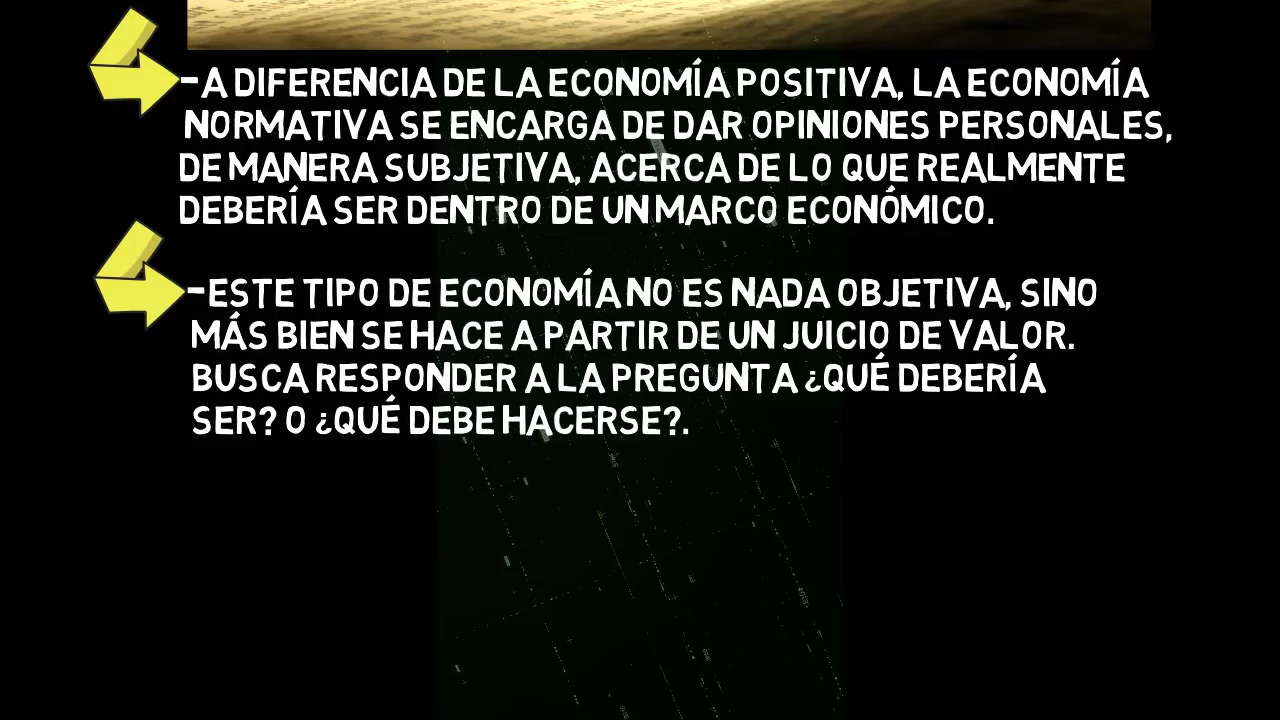 -A DIFERENCIA DE LA ECONOMÍA POSITIVA, LA ECONOMÍA
NORMATIVA SE ENCARGA DE DAR OPINIONES PERSONALES,
DE MANERA SUBJETIVA, ACERCA DE LO QUE REALMENTE
DEBERÍA SER DENTRO DE UN MARCO ECONÓMICO.
-ESTE TIPO DE ECONOMÍA NO ES NADA OBJETIVA, SINO
MÁS BIEN SE HACE A PARTIR DE UN JUICIO DE VALOR.
BUSCA RESPONDER A LA PREGUNTA ¿QUÉ DEBERÍA
SER? O ¿QUÉ DEBE HACERSE?.